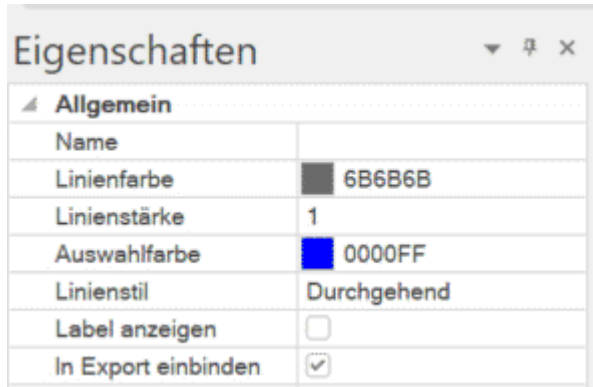 Eigenschaften
Allgemein
Name
Linienfarbe 6B6B6B
Linienstärke 1
Auswahlfarbe 0000FF
Linienstil Durchgehend
Label anzeigen
In Export einbinden